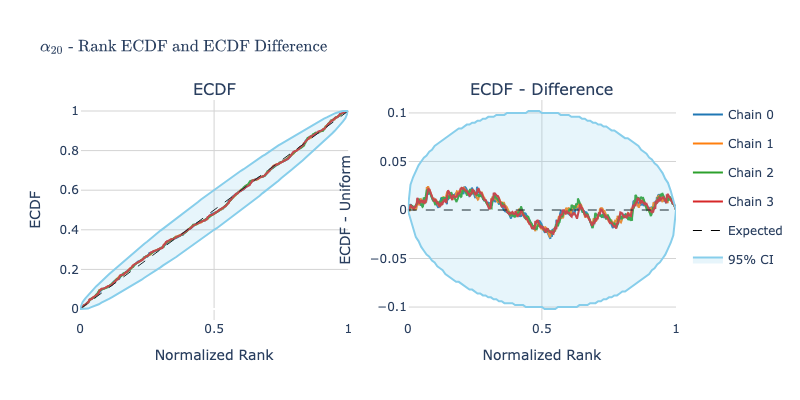 α₂₀ - Rank ECDF and ECDF Difference
ECDF
ECDF - Difference
ECDF
1
0.8
0.6
0.4
0.2
0
0
0.5
1
Normalized Rank
ECDF - Uniform
0.1
0.05
0
−0.05
−0.1
0
0.5
1
Normalized Rank
Chain 0
Chain 1
Chain 2
Chain 3
Expected
95% CI